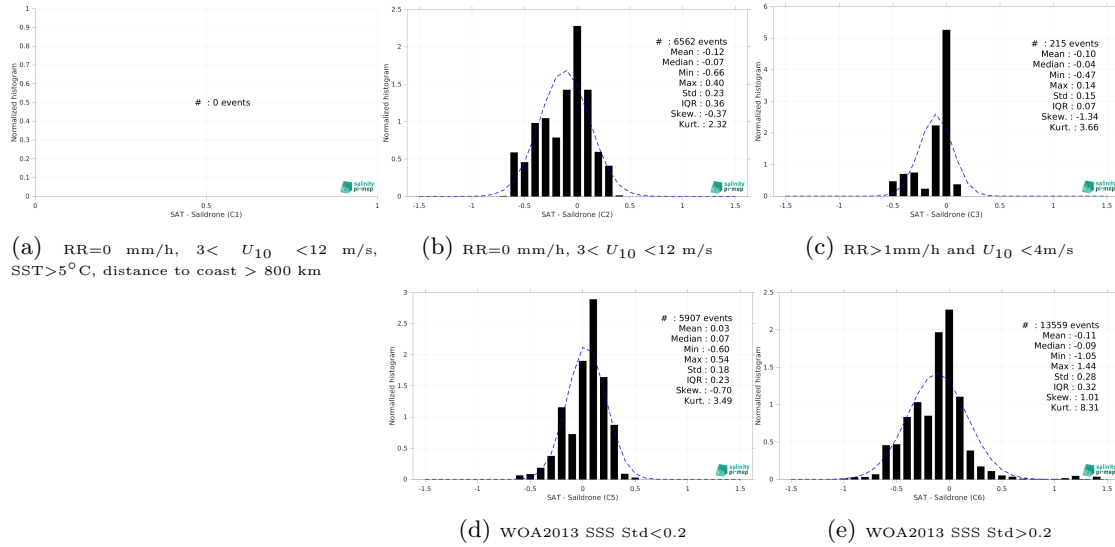 1
0.9
0.8
0.7
0.6
0.5
0.4
0.3
0.2
0.1
0
Normalized histogram
# : 0 events
0 1
SAT - Saildrone (C1)
salinity
pi-mep
(a) RR=0 mm/h, 3< U10 <12 m/s,
SST>5°C, distance to coast > 800 km
2.5
2
1.5
1
0.5
0
Normalized histogram
# : 6562 events
Mean : -0.12
Median : -0.07
Min : -0.66
Max : 0.40
Std : 0.23
IQR : 0.36
Skew. : -0.37
Kurt. : 2.32
-1.5 -1 -0.5 0 0.5 1 1.5
SAT - Saildrone (C2)
salinity
pi-mep
(b) RR=0 mm/h, 3< U10 <12 m/s
6
5
4
3
2
1
0
Normalized histogram
# : 215 events
Mean : -0.10
Median : -0.04
Min : -0.47
Max : 0.14
Std : 0.15
IQR : 0.07
Skew. : -1.34
Kurt. : 3.66
-1.5 -1 -0.5 0 0.5 1 1.5
SAT - Saildrone (C3)
salinity
pi-mep
(c) RR>1mm/h and U10 <4m/s
3
2.5
2
1.5
1
0.5
0
Normalized histogram
# : 5907 events
Mean : 0.03
Median : 0.07
Min : -0.60
Max : 0.54
Std : 0.18
IQR : 0.23
Skew. : -0.70
Kurt. : 3.49
-1.5 -1 -0.5 0 0.5 1 1.5
SAT - Saildrone (C5)
salinity
pi-mep
(d) WOA2013 SSS Std<0.2
2.5
2
1.5
1
0.5
0
Normalized histogram
# : 13559 events
Mean : -0.11
Median : -0.09
Min : -1.05
Max : 1.44
Std : 0.28
IQR : 0.32
Skew. : 1.01
Kurt. : 8.31
-1.5 -1 -0.5 0 0.5 1 1.5
SAT - Saildrone (C6)
salinity
pi-mep
(e) WOA2013 SSS Std>0.2